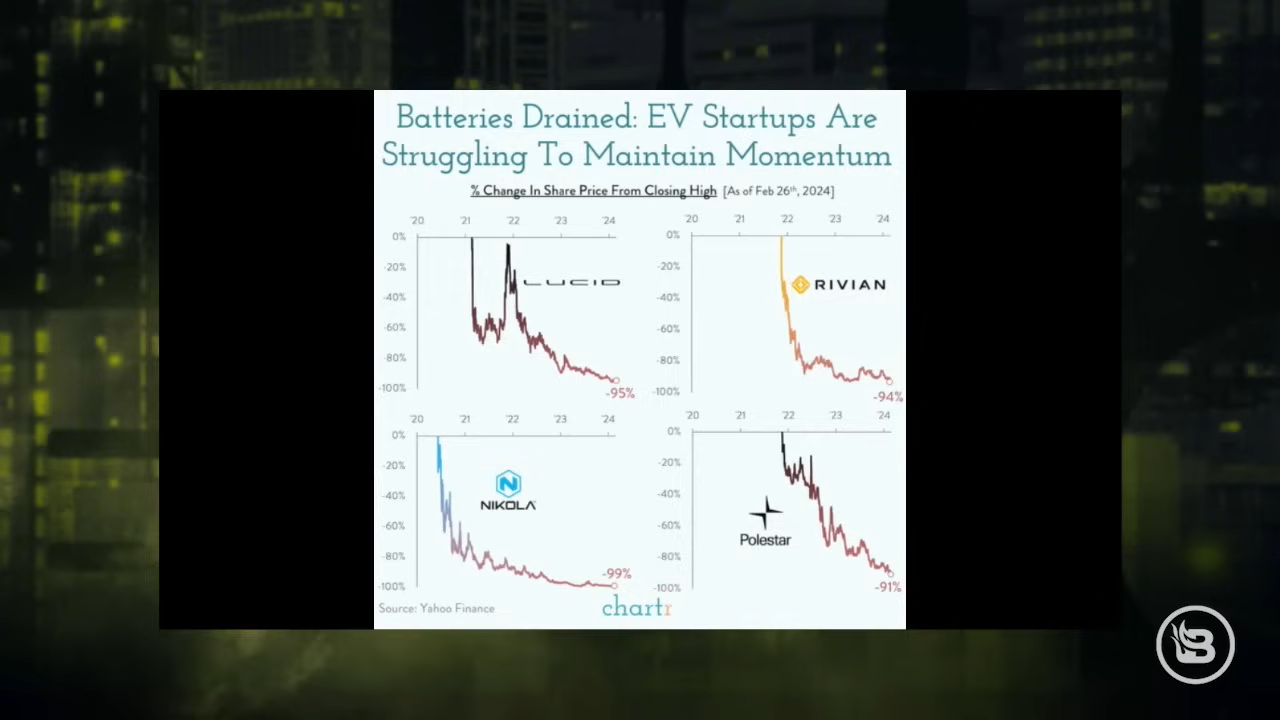 Batteries Drained: EV Startups Are
Struggling To Maintain Momentum
% Change In Share Price From Closing High [As of Feb 26th, 2024]
'20 '21 '22 '23 '24
0%
-20%
-40%
-60%
-80%
-100%
LUCID
-95%
'20 '21 '22 '23 '24
0%
-20%
-40%
-60%
-80%
-100%
RIVIAN
-94%
'20 '21 '22 '23 '24
0%
-20%
-40%
-60%
-80%
-100%
N
NIKOLA
-99%
'20 '21 '22 '23 '24
0%
-20%
-40%
-60%
-80%
-100%
Polestar
-91%
Source: Yahoo Finance
chartr
B